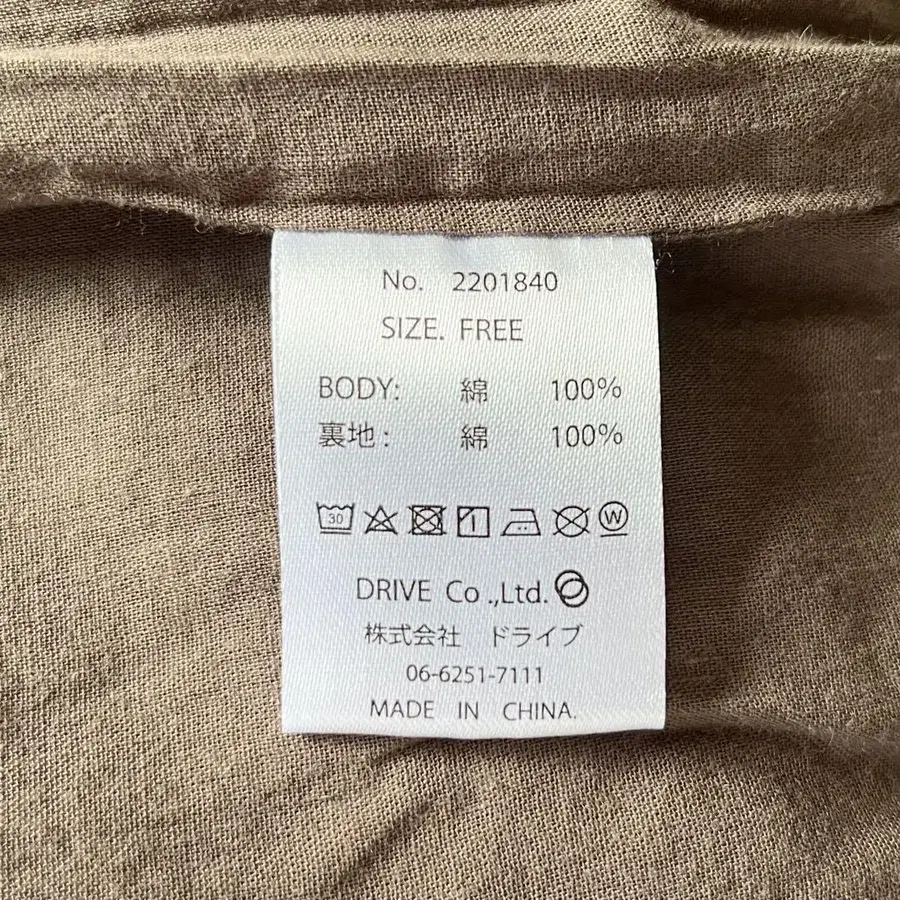 No. 2201840
SIZE. FREE
BODY: 綿 100%
裏地: 綿 100%
30 W
DRIVE Co .,Ltd.
株式会社 ドライブ
06-6251-7111
MADE IN CHINA.